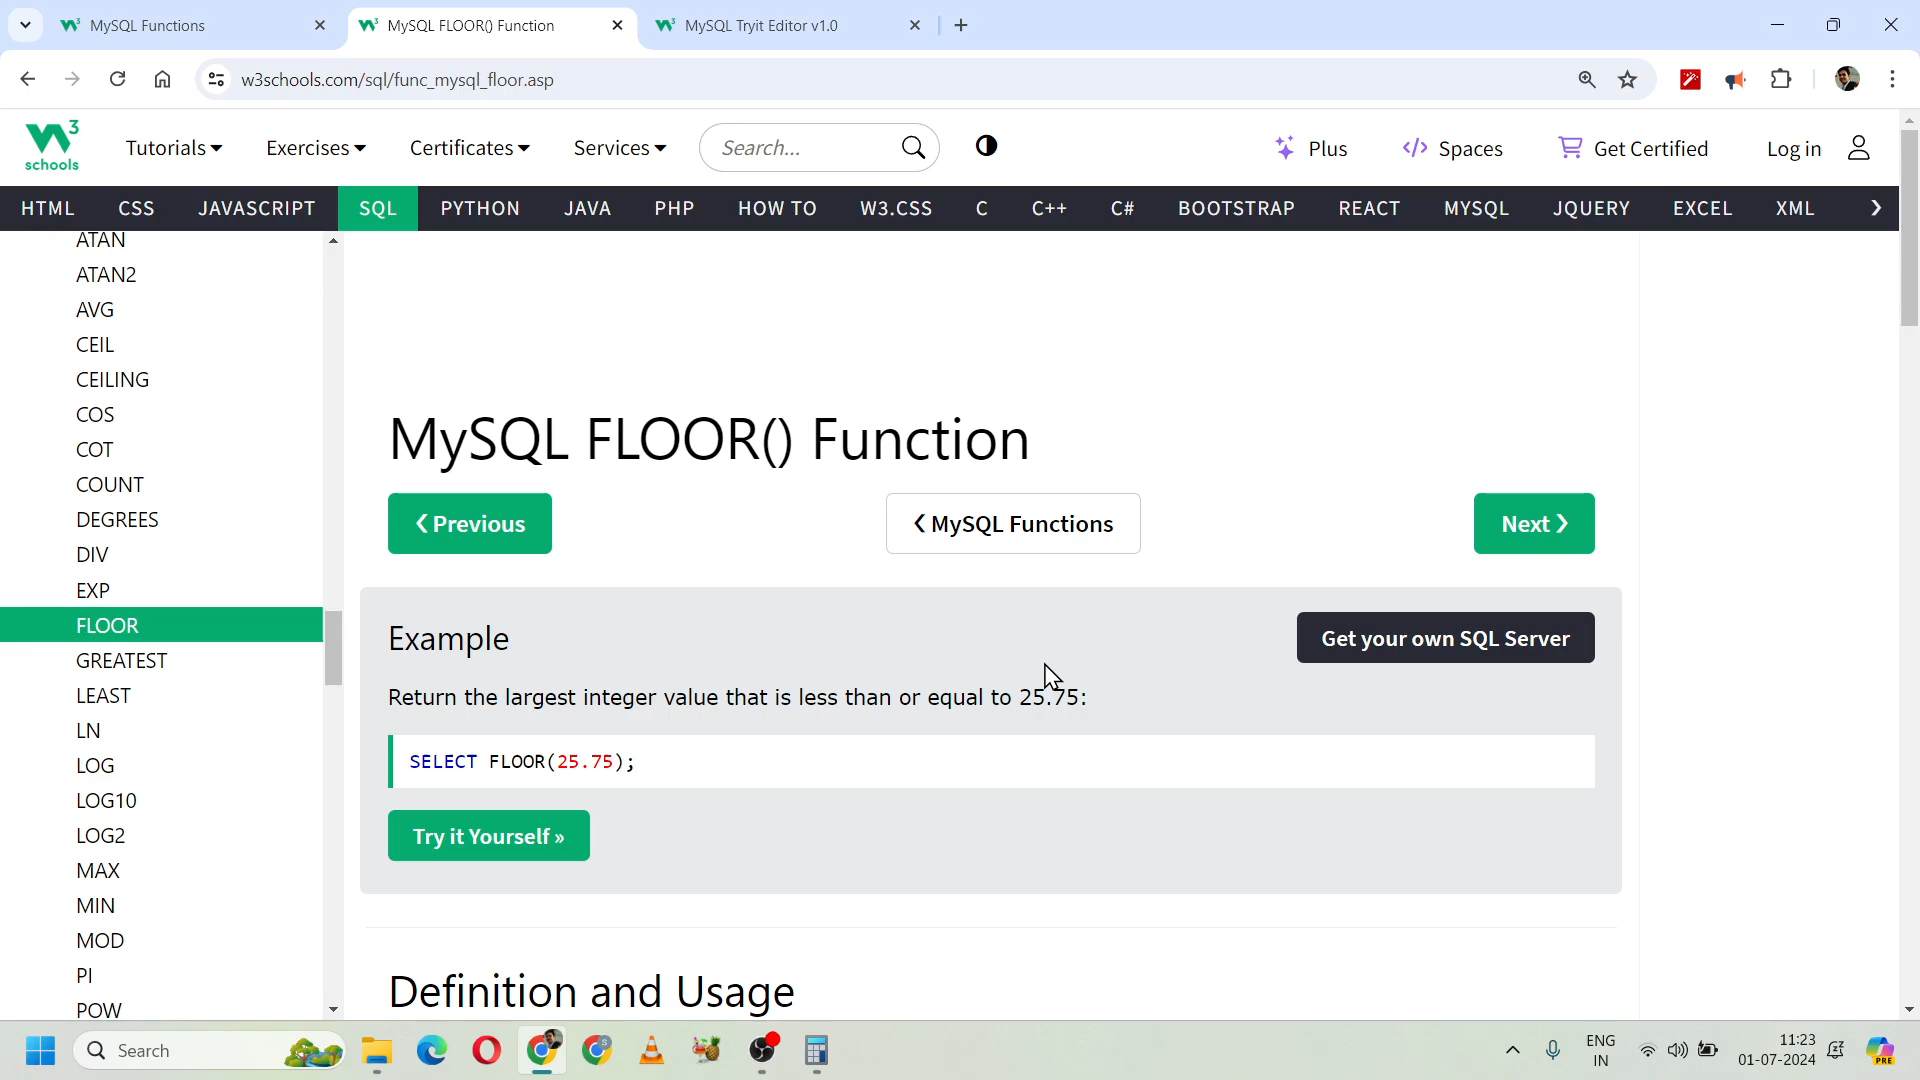 MySQL Functions
MySQL FLOOR() Function
MySQL Tryit Editor v1.0
w3schools.com/sql/func_mysql_floor.asp
W3
schools
Tutorials
Exercises
Certificates
Services
Search...
Plus
</> Spaces
Get Certified
Log in
HTML CSS JAVASCRIPT SQL PYTHON JAVA PHP HOW TO W3.CSS C C++ C# BOOTSTRAP REACT MYSQL JQUERY EXCEL XML ❯
ATAN
ATAN2
AVG
CEIL
CEILING
COS
COT
COUNT
DEGREES
DIV
EXP
FLOOR
GREATEST
LEAST
LN
LOG
LOG10
LOG2
MAX
MIN
MOD
PI
POW
MySQL FLOOR() Function
❮ Previous
❮ MySQL Functions
Next ❯
Example
Get your own SQL Server
Return the largest integer value that is less than or equal to 25.75:
SELECT FLOOR(25.75);
Try it Yourself »
Definition and Usage
Search
PRE
ENG
IN
11:23
01-07-2024